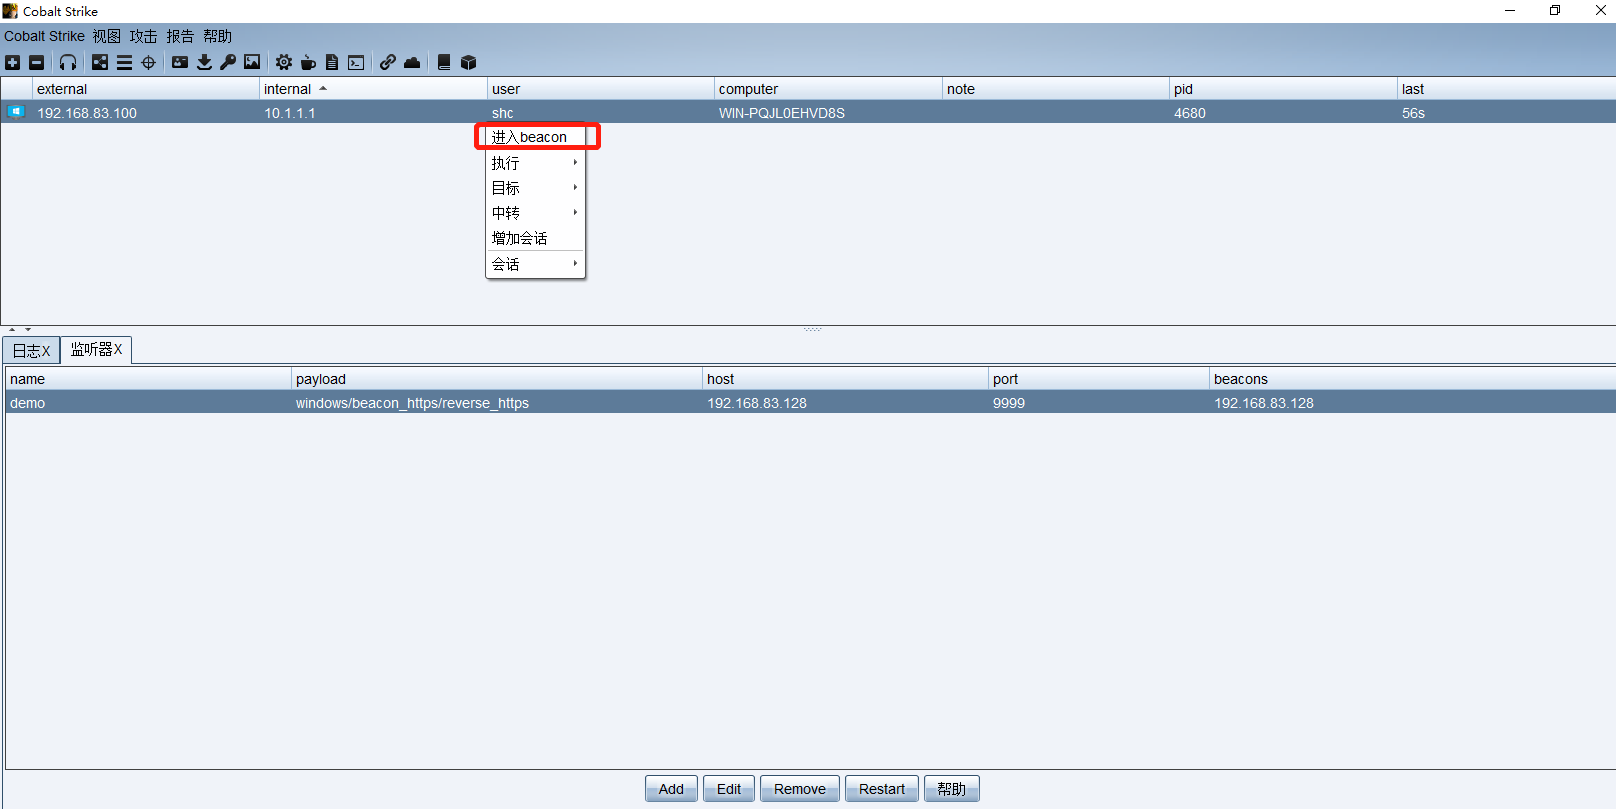 Cobalt Strike
Cobalt Strike 视图 攻击 报告 帮助
external internal user computer note pid last
192.168.83.100 10.1.1.1 shc WIN-PQJL0EHVD8S 4680 56s
进入beacon
执行
目标
中转
增加会话
会话
日志X 监听器X
name payload host port beacons
demo windows/beacon_https/reverse_https 192.168.83.128 9999 192.168.83.128
Add Edit Remove Restart 帮助